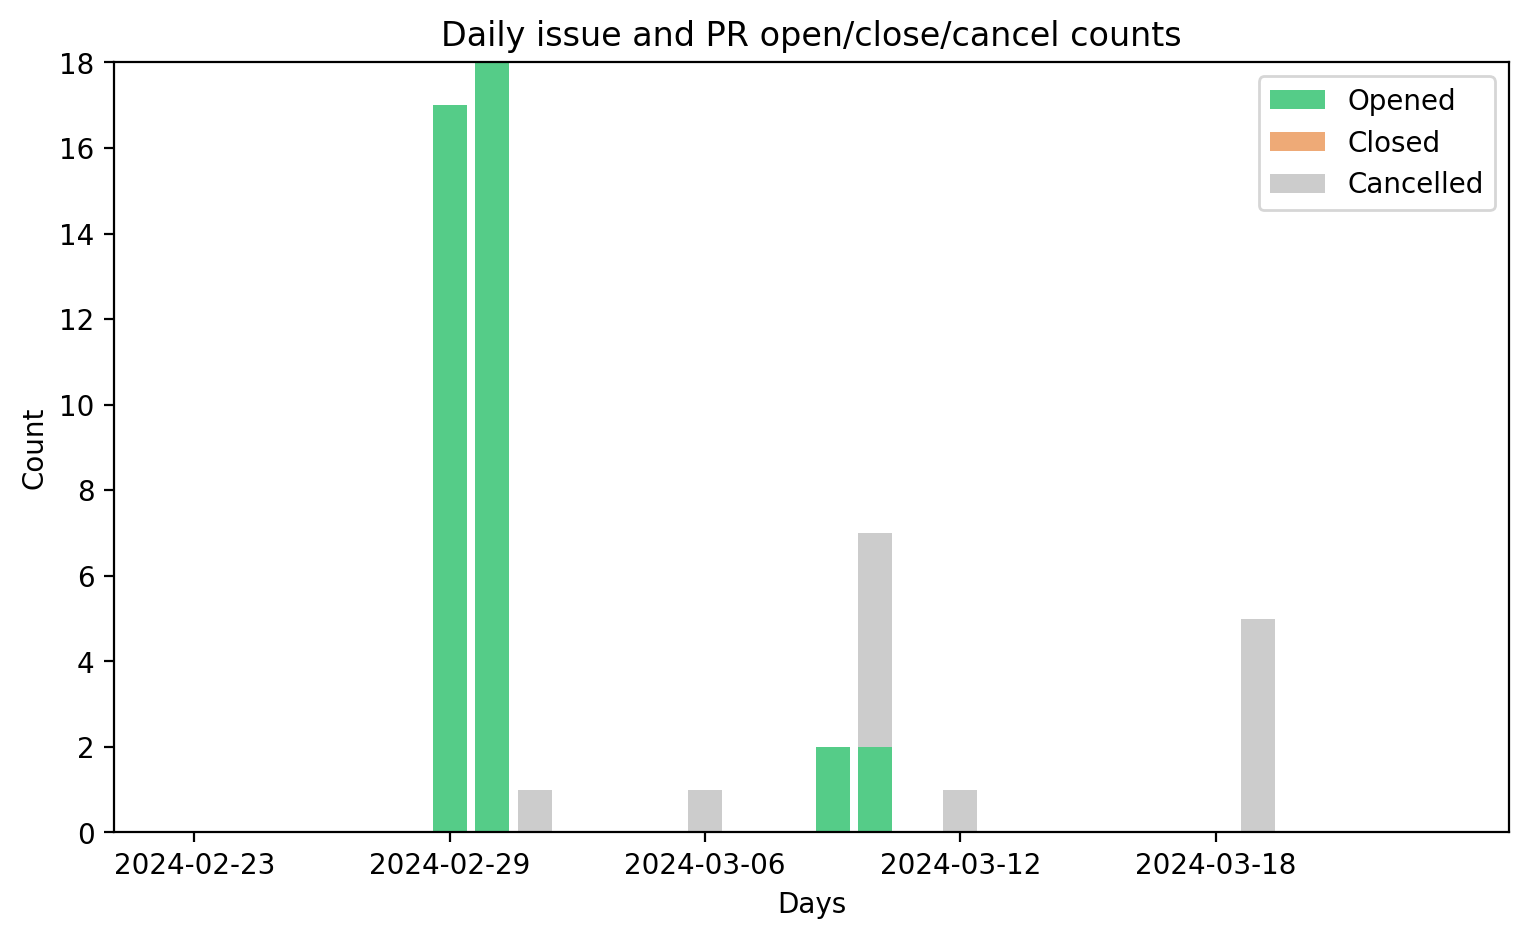 Daily issue and PR open/close/cancel counts
18
16
14
12
10
8
6
4
2
0
Count
Opened
Closed
Cancelled
2024-02-23
2024-02-29
2024-03-06
2024-03-12
2024-03-18
Days